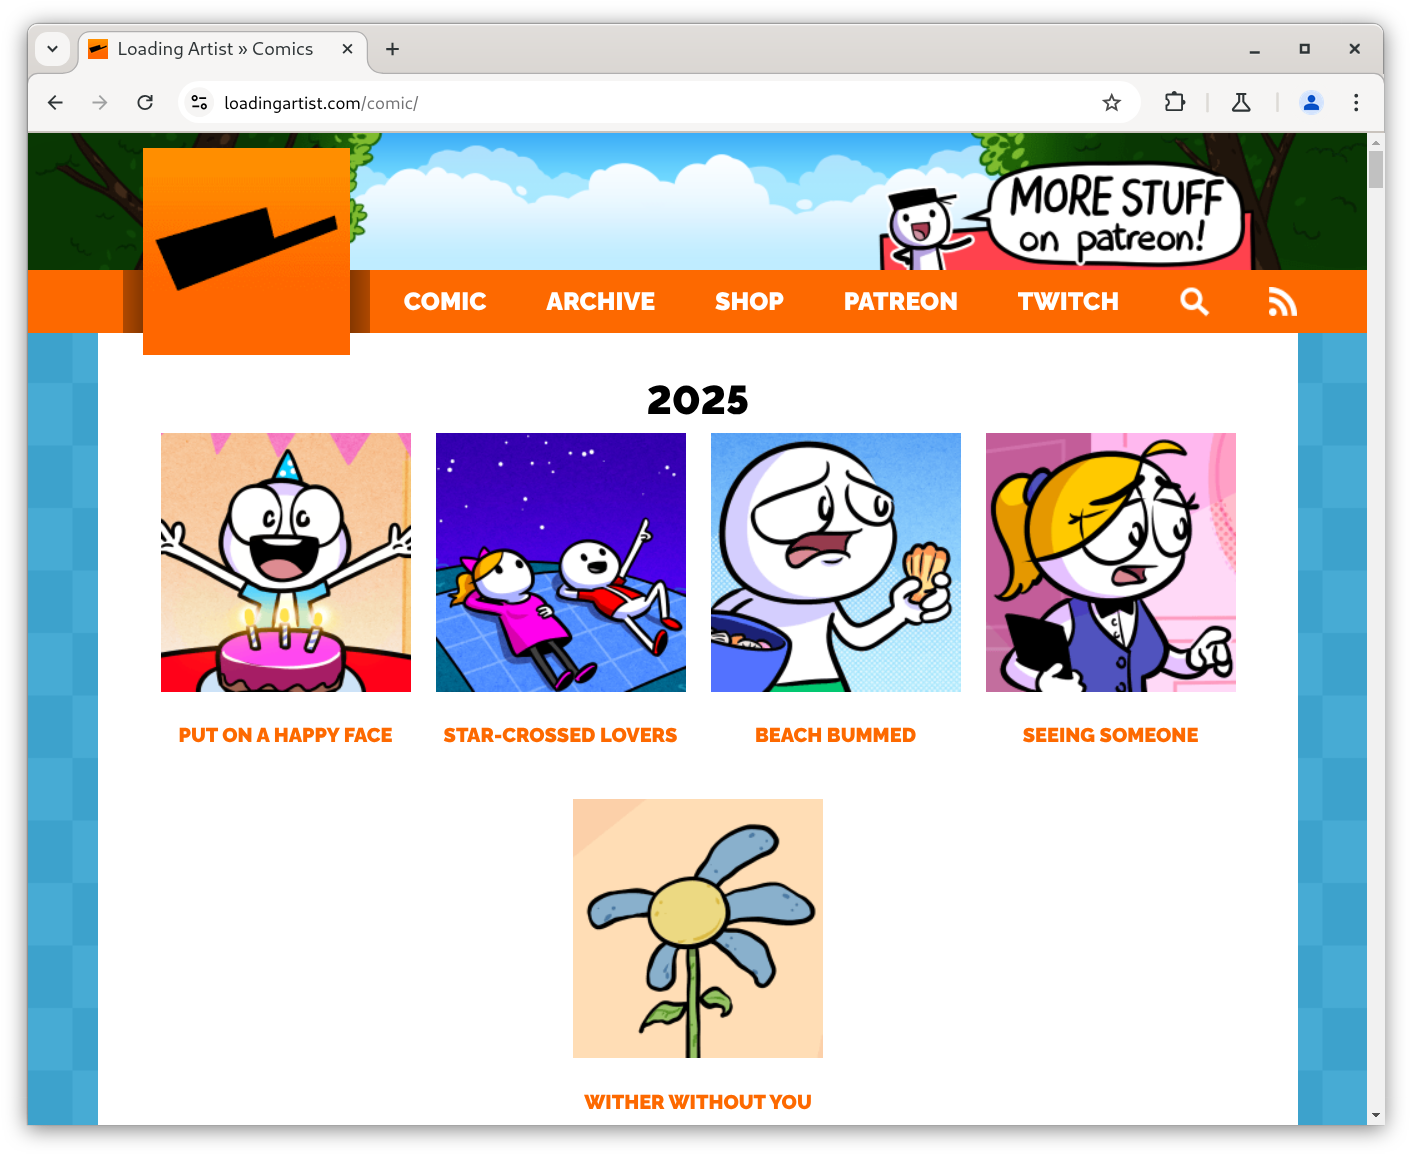 Loading Artist » Comics
loadingartist.com/comic/
MORE STUFF
on patreon!
COMIC ARCHIVE SHOP PATREON TWITCH
2025
PUT ON A HAPPY FACE STAR-CROSSED LOVERS BEACH BUMMED SEEING SOMEONE
WITHER WITHOUT YOU